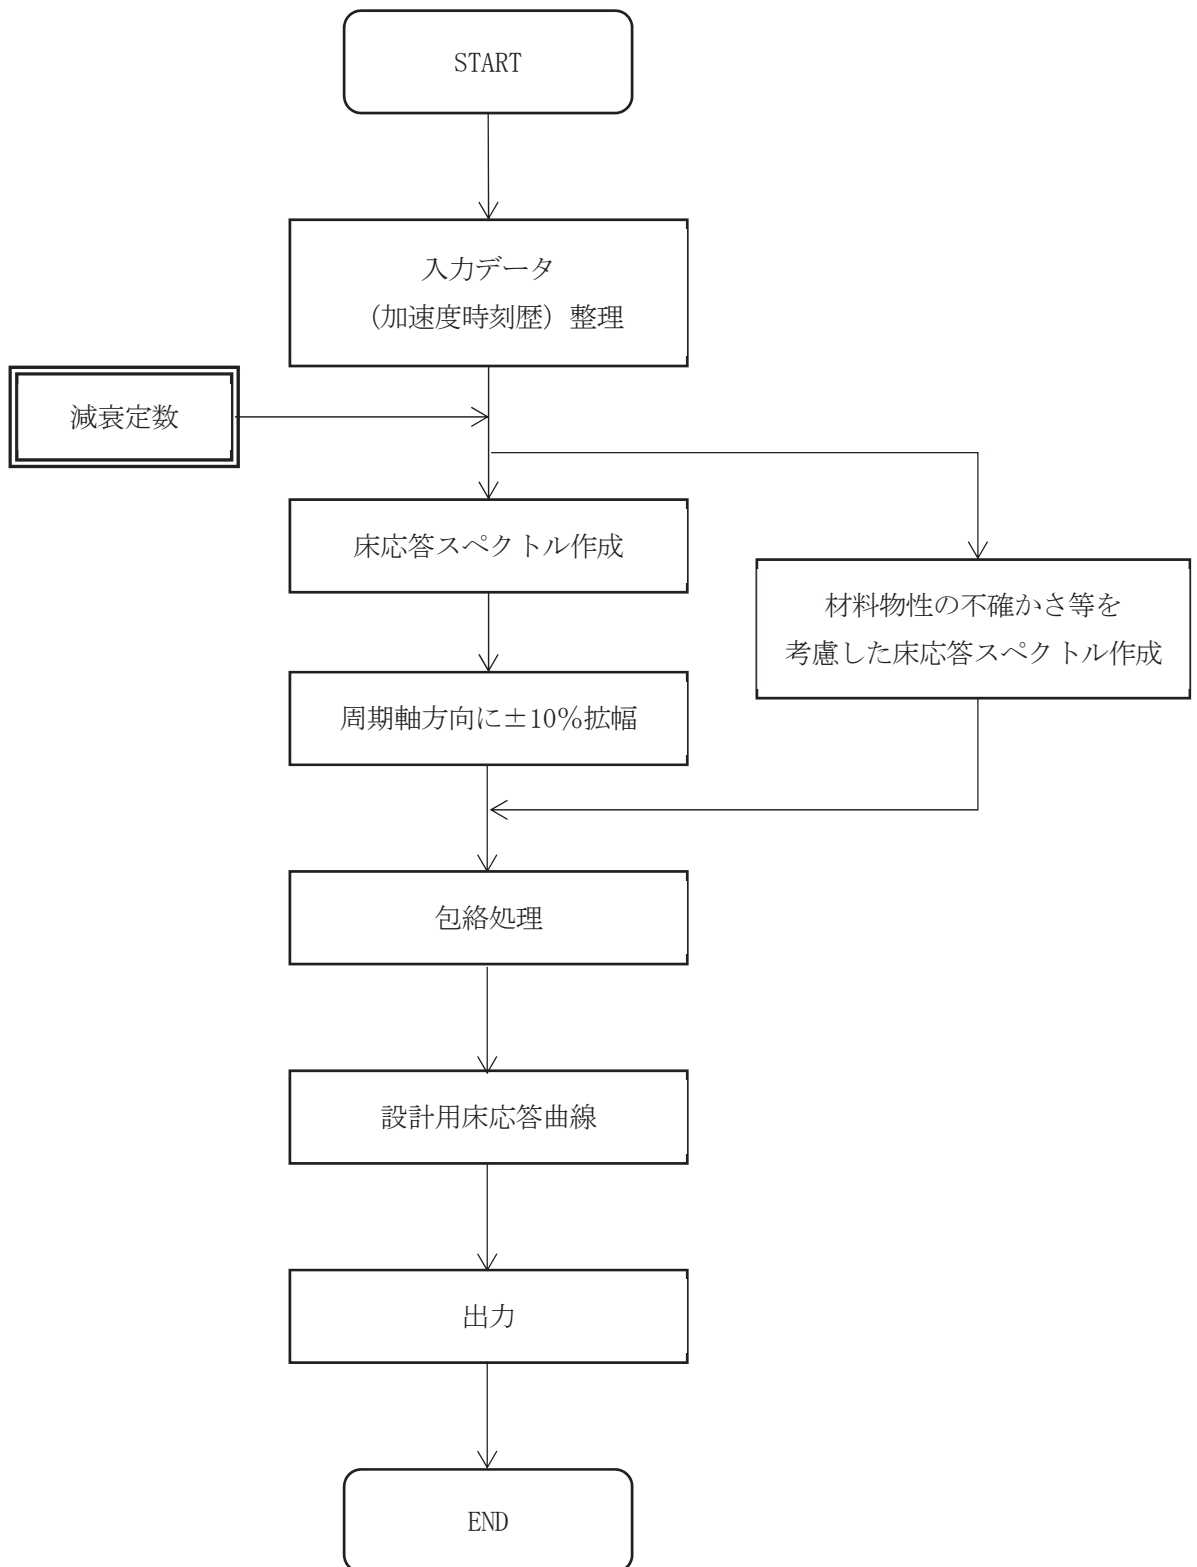 START
入力データ
（加速度時刻歴）整理
減衰定数
床応答スペクトル作成
材料物性の不確かさ等を
考慮した床応答スペクトル作成
周期軸方向に±10％拡幅
包絡処理
設計用床応答曲線
出力
END